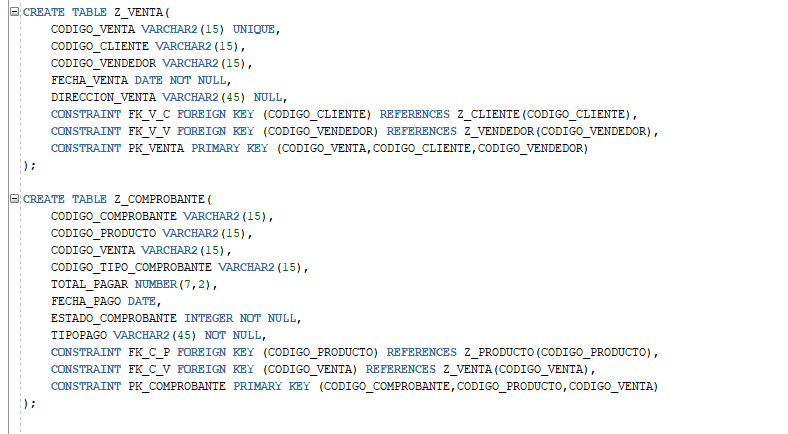 CREATE TABLE Z_VENTA(
CODIGO_VENTA VARCHAR2(15) UNIQUE,
CODIGO_CLIENTE VARCHAR2(15),
CODIGO_VENDEDOR VARCHAR2(15),
FECHA_VENTA DATE NOT NULL,
DIRECCION_VENTA VARCHAR2(45) NULL,
CONSTRAINT FK_V_C FOREIGN KEY (CODIGO_CLIENTE) REFERENCES Z_CLIENTE(CODIGO_CLIENTE),
CONSTRAINT FK_V_V FOREIGN KEY (CODIGO_VENDEDOR) REFERENCES Z_VENDEDOR(CODIGO_VENDEDOR),
CONSTRAINT PK_VENTA PRIMARY KEY (CODIGO_VENTA,CODIGO_CLIENTE,CODIGO_VENDEDOR)
);
CREATE TABLE Z_COMPROBANTE(
CODIGO_COMPROBANTE VARCHAR2(15),
CODIGO_PRODUCTO VARCHAR2(15),
CODIGO_VENTA VARCHAR2(15),
CODIGO_TIPO_COMPROBANTE VARCHAR2(15),
TOTAL_PAGAR NUMBER(7,2),
FECHA_PAGO DATE,
ESTADO_COMPROBANTE INTEGER NOT NULL,
TIPOPAGO VARCHAR2(45) NOT NULL,
CONSTRAINT FK_C_P FOREIGN KEY (CODIGO_PRODUCTO) REFERENCES Z_PRODUCTO(CODIGO_PRODUCTO),
CONSTRAINT FK_C_V FOREIGN KEY (CODIGO_VENTA) REFERENCES Z_VENTA(CODIGO_VENTA),
CONSTRAINT PK_COMPROBANTE PRIMARY KEY (CODIGO_COMPROBANTE,CODIGO_PRODUCTO,CODIGO_VENTA)
);